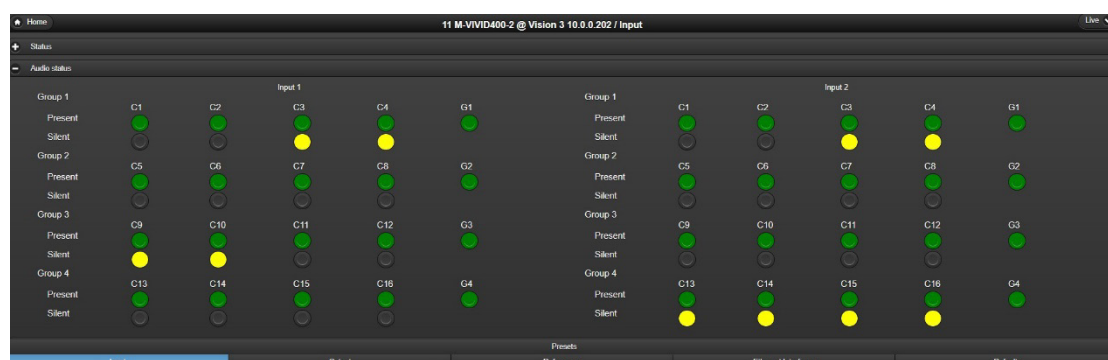 Home
11 M-VIVID400-2 @ Vision 3 10.0.0.202 / Input
Live
Status
Audio status
Input 1
Group 1
C1 C2 C3 C4 G1
Present
Silent
Group 2
C5 C6 C7 C8 G2
Present
Silent
Group 3
C9 C10 C11 C12 G3
Present
Silent
Group 4
C13 C14 C15 C16 G4
Present
Silent
Input 2
Group 1
C1 C2 C3 C4 G1
Present
Silent
Group 2
C5 C6 C7 C8 G2
Present
Silent
Group 3
C9 C10 C11 C12 G3
Present
Silent
Group 4
C13 C14 C15 C16 G4
Present
Silent
Presets